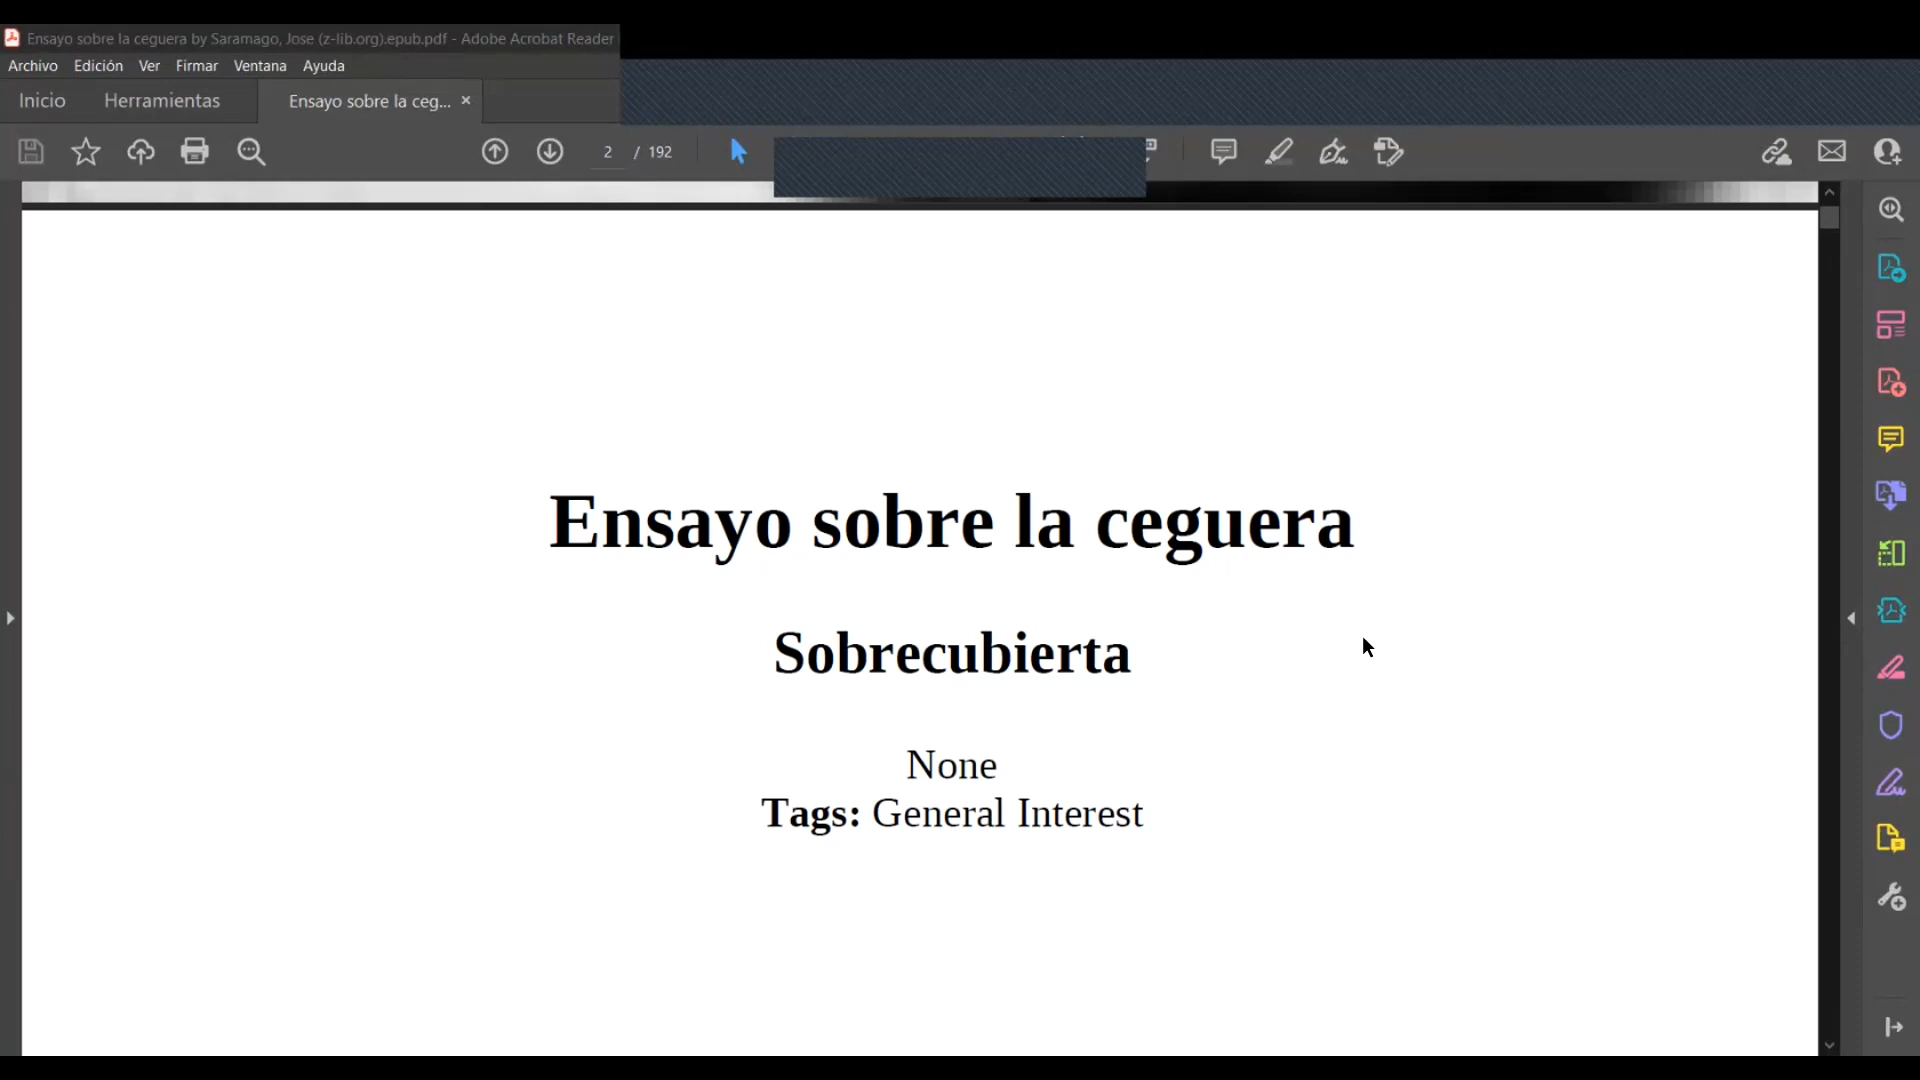 Ensayo sobre la ceguera by Saramago, Jose (z-lib.org).epub.pdf - Adobe Acrobat Reader
Archivo Edición Ver Firmar Ventana Ayuda
Inicio Herramientas Ensayo sobre la ceg... ×
2 / 192
Ensayo sobre la ceguera
Sobrecubierta
None
Tags: General Interest